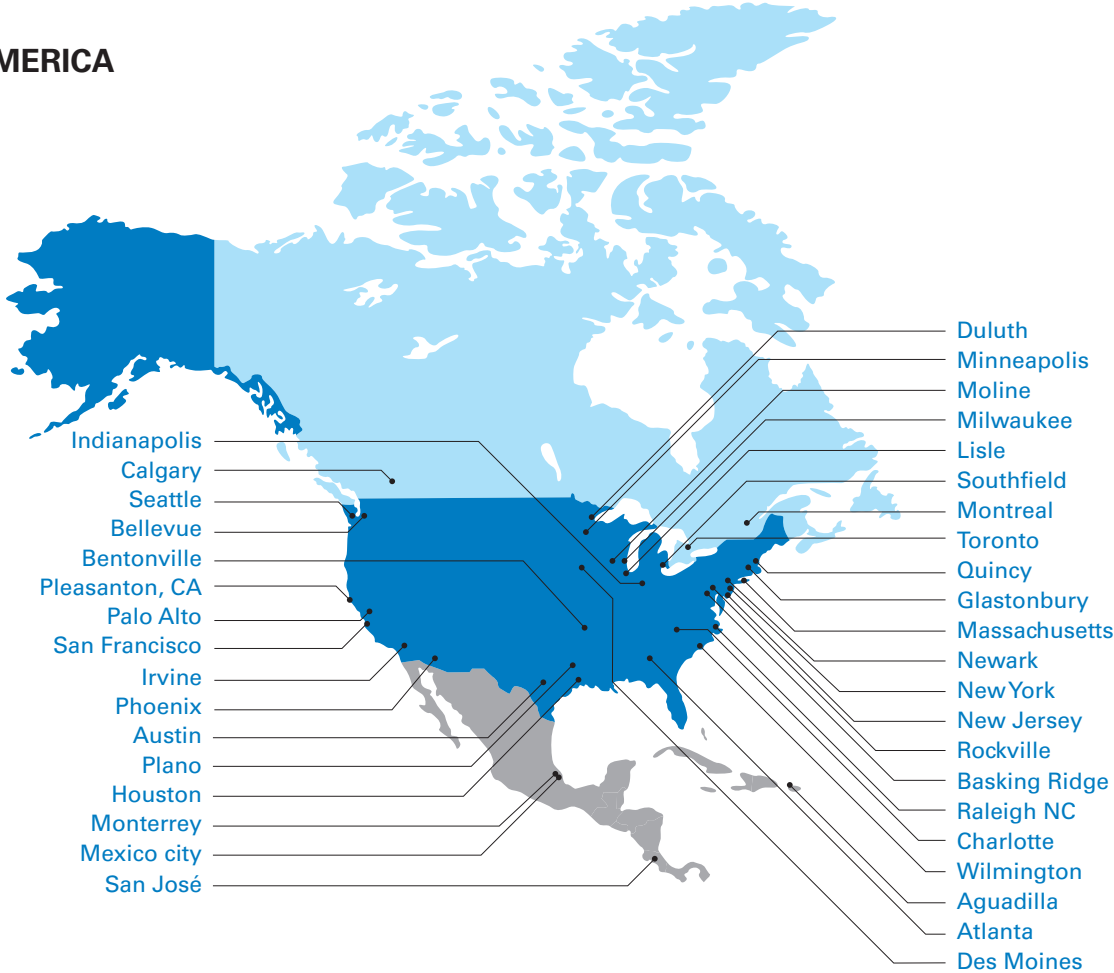 MERICA
Indianapolis
Calgary
Seattle
Bellevue
Bentonville
Pleasanton, CA
Palo Alto
San Francisco
Irvine
Phoenix
Austin
Plano
Houston
Monterrey
Mexico city
San José
Duluth
Minneapolis
Moline
Milwaukee
Lisle
Southfield
Montreal
Toronto
Quincy
Glastonbury
Massachusetts
Newark
New York
New Jersey
Rockville
Basking Ridge
Raleigh NC
Charlotte
Wilmington
Aguadilla
Atlanta
Des Moines